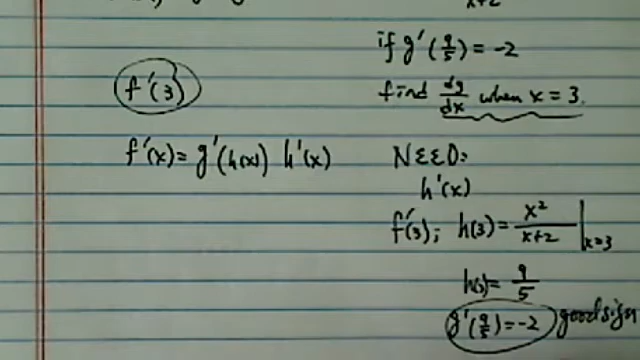 x+2
if g'(9/5) = -2
f'(3)
find dy/dx when x = 3.
f'(x) = g'(h(x)) h'(x)
NEED:
h'(x)
f'(3); h(3) = x²/x+2 |x=3
h(3) = 9/5
g'(9/5) = -2 good sign